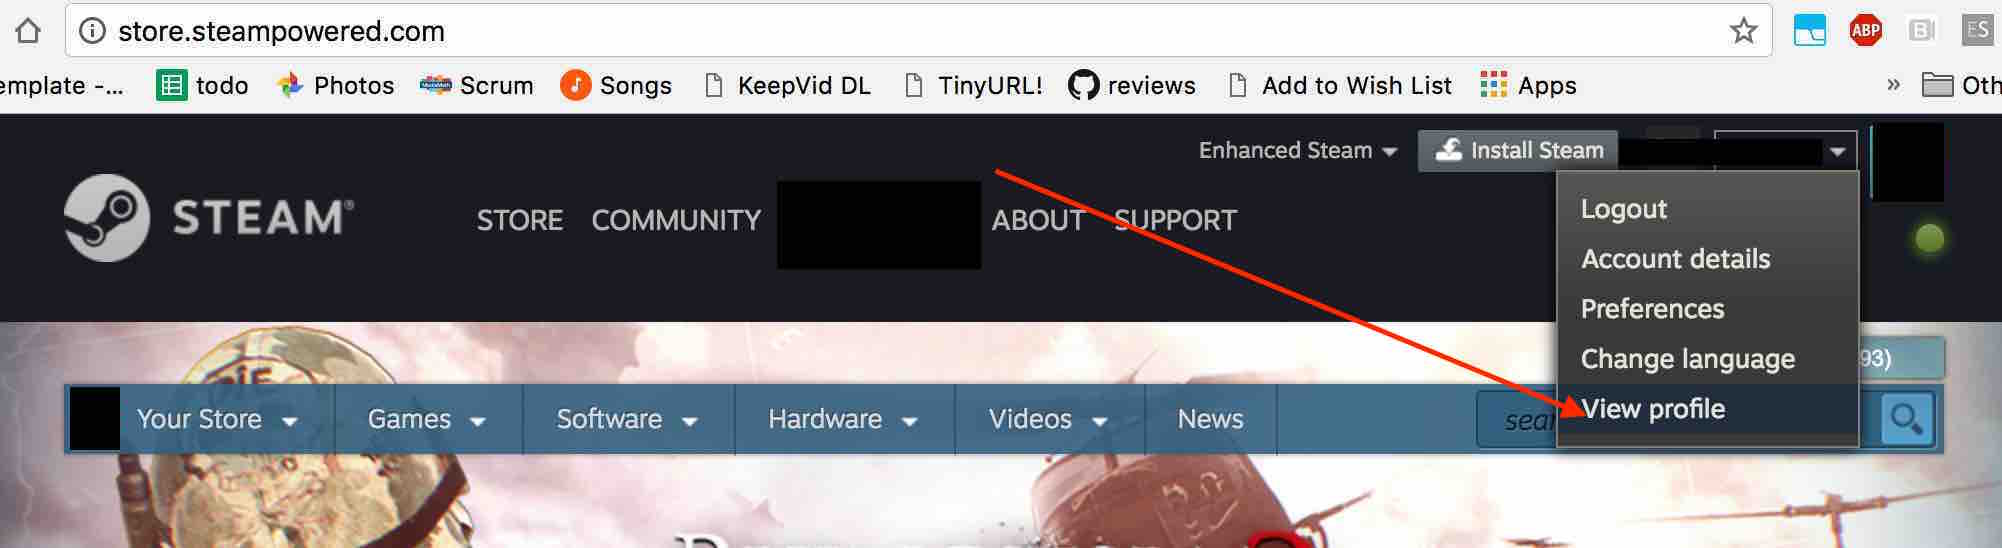 store.steampowered.com
ABP
B
ES
emplate -... todo Photos Scrum Songs KeepVid DL TinyURL! reviews Add to Wish List Apps » Oth
Enhanced Steam Install Steam
STEAM® STORE COMMUNITY ABOUT SUPPORT
Logout
Account details
Preferences
Change language
93)
View profile
Your Store Games Software Hardware Videos News sear